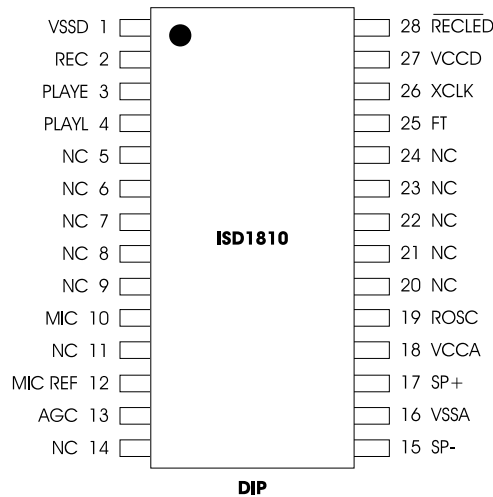 VSSD 1
REC 2
PLAYE 3
PLAYL 4
NC 5
NC 6
NC 7
NC 8
NC 9
MIC 10
NC 11
MIC REF 12
AGC 13
NC 14
ISD1810
28 RECLED
27 VCCD
26 XCLK
25 FT
24 NC
23 NC
22 NC
21 NC
20 NC
19 ROSC
18 VCCA
17 SP+
16 VSSA
15 SP-
DIP